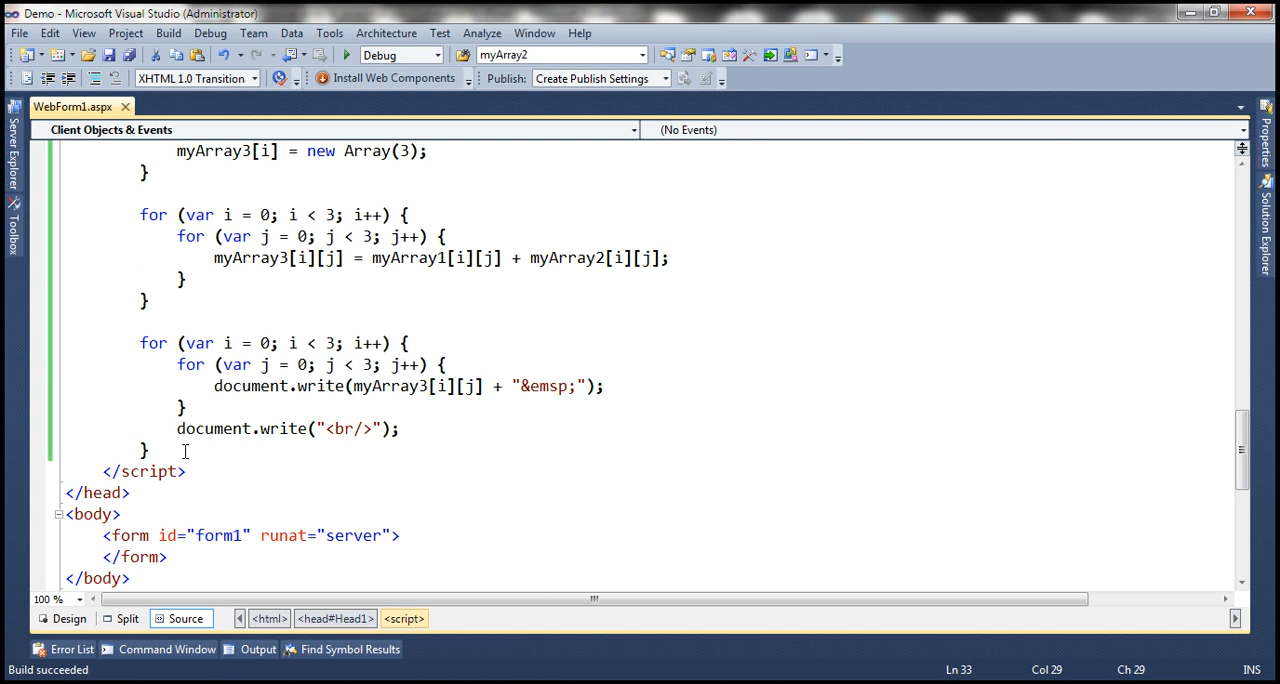 Demo - Microsoft Visual Studio (Administrator)
File Edit View Project Build Debug Team Data Tools Architecture Test Analyze Window Help
Debug myArray2
XHTML 1.0 Transition Install Web Components Publish: Create Publish Settings
WebForm1.aspx
Client Objects & Events (No Events)
Server Explorer
Toolbox
Properties
Solution Explorer
myArray3[i] = new Array(3);
}
for (var i = 0; i < 3; i++) {
for (var j = 0; j < 3; j++) {
myArray3[i][j] = myArray1[i][j] + myArray2[i][j];
}
}
for (var i = 0; i < 3; i++) {
for (var j = 0; j < 3; j++) {
document.write(myArray3[i][j] + "&emsp;");
}
document.write("<br/>");
}
</script>
</head>
<body>
<form id="form1" runat="server">
</form>
</body>
100 %
Design Split Source <html> <head#Head1> <script>
Error List Command Window Output Find Symbol Results
Build succeeded Ln 33 Col 29 Ch 29 INS